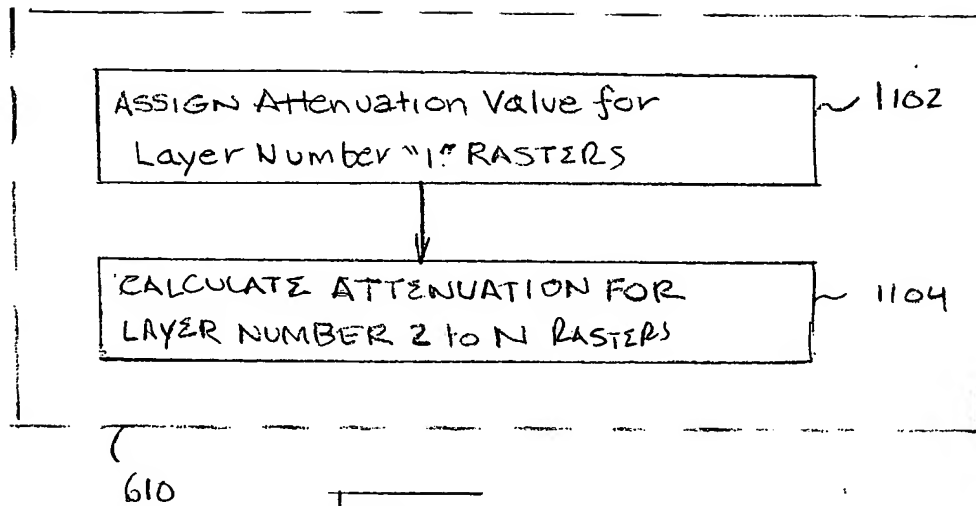 ASSIGN Attenuation Value for
Layer Number "1" RASTERS
1102
CALCULATE ATTENUATION FOR
LAYER NUMBER 2 to N RASTERS
1104
610